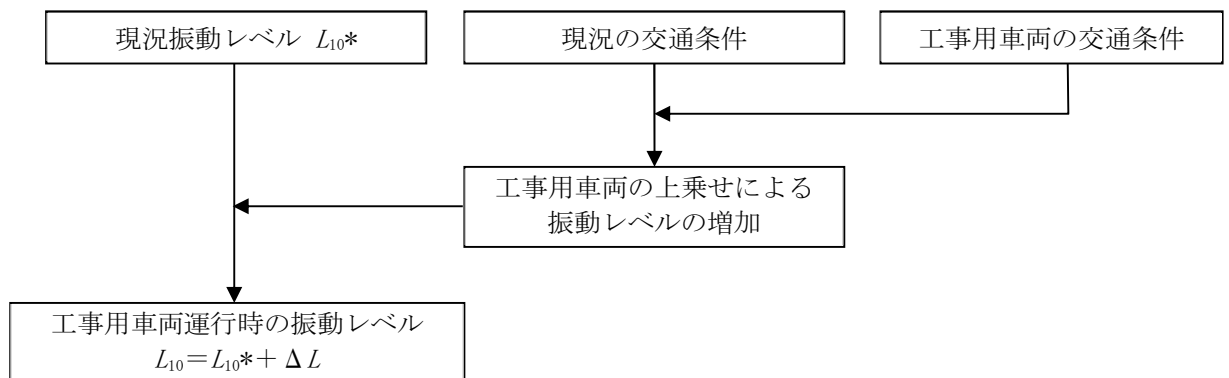 現況振動レベル L10*
現況の交通条件
工事用車両の交通条件
工事用車両の上乗せによる
振動レベルの増加
工事用車両運行時の振動レベル
L10=L10*+ΔL